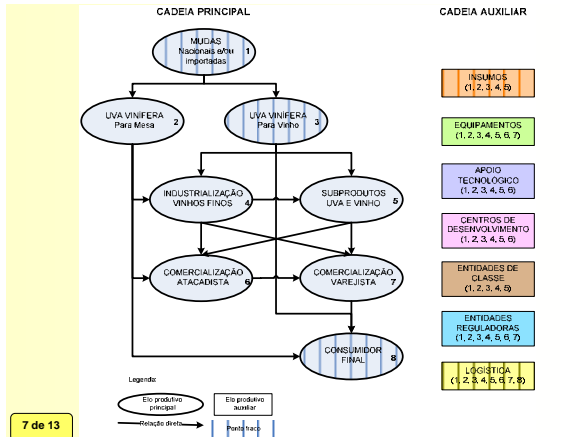 CADEIA PRINCIPAL
CADEIA AUXILIAR
MUDAS
Nacionais e/ou
importadas
1
UVA VINÍFERA
Para Mesa
2
UVA VINÍFERA
Para Vinho
3
INDUSTRIALIZAÇÃO
VINHOS FINOS
4
SUBPRODUTOS
UVA E VINHO
5
COMERCIALIZAÇÃO
ATACADISTA
6
COMERCIALIZAÇÃO
VAREJISTA
7
CONSUMIDOR
FINAL
8
INSUMOS
(1, 2, 3, 4, 5)
EQUIPAMENTOS
(1, 2, 3, 4, 5, 6, 7)
APOIO
TECNOLÓGICO
(1, 2, 3, 4, 5, 6)
CENTROS DE
DESENVOLVIMENTO
(1, 2, 3, 4, 5, 6)
ENTIDADES DE
CLASSE
(1, 2, 3, 4, 5)
ENTIDADES
REGULADORAS
(1, 2, 3, 4, 5, 6, 7)
LOGÍSTICA
(1, 2, 3, 4, 5, 6, 7, 8)
Legenda:
Elo produtivo
principal
Elo produtivo
auxiliar
Relação direta
Ponto fraco
7 de 13